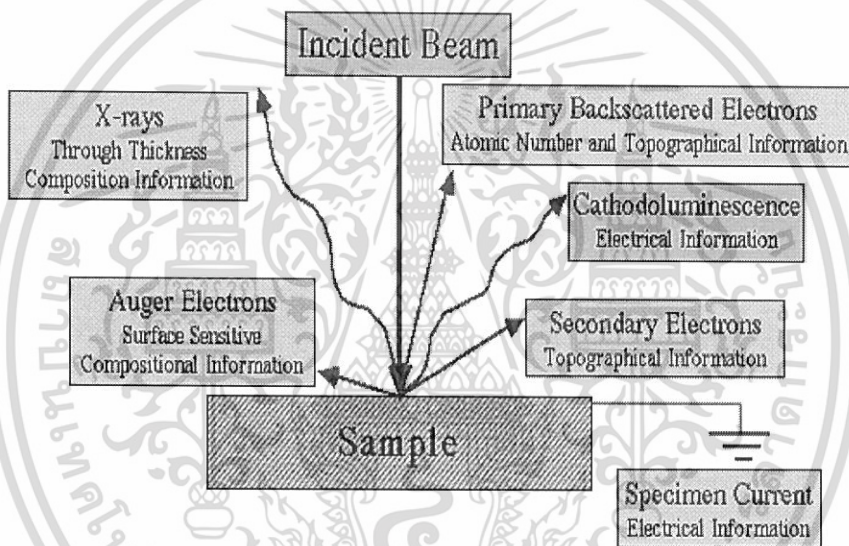 Incident Beam
X-rays
Through Thickness
Composition Information
Primary Backscattered Electrons
Atomic Number and Topographical Information
Cathodoluminescence
Electrical Information
Auger Electrons
Surface Sensitive
Compositional Information
Secondary Electrons
Topographical Information
Sample
Specimen Current
Electrical Information